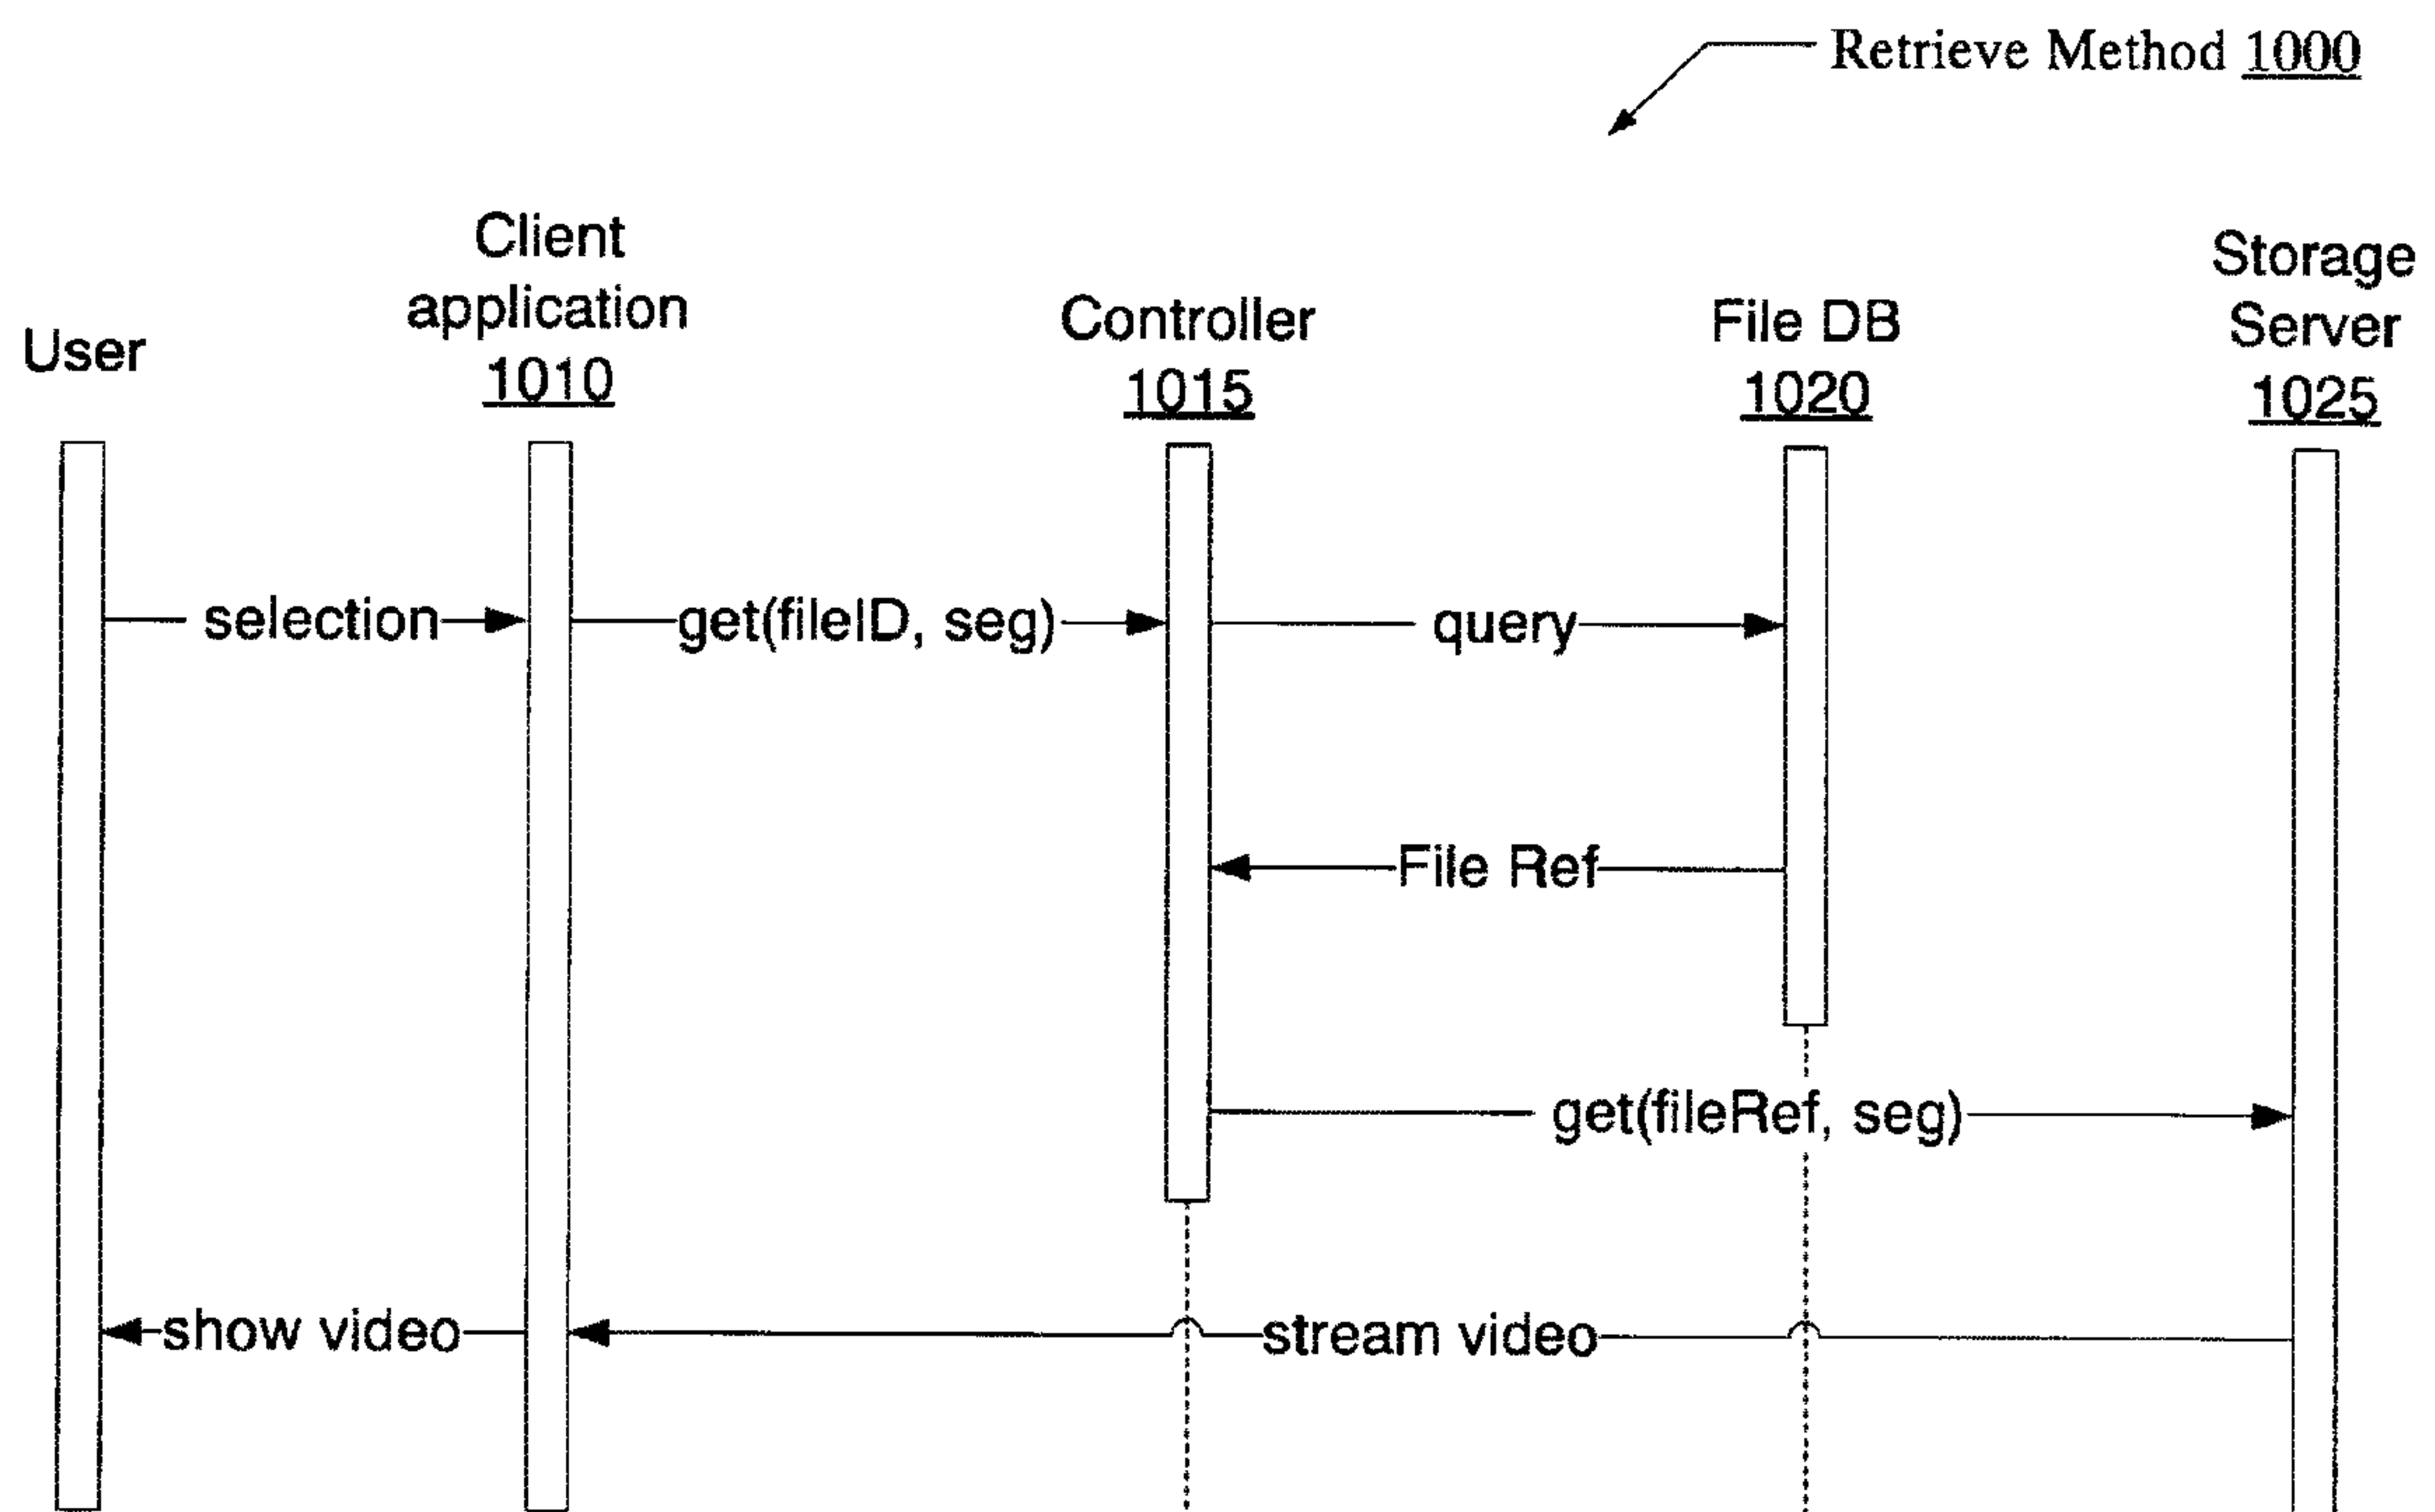 Retrieve Method 1000
User
Client
application
1010
Controller
1015
File DB
1020
Storage
Server
1025
selection
get(fileID, seg)
query
File Ref
get(fileRef, seg)
show video
stream video